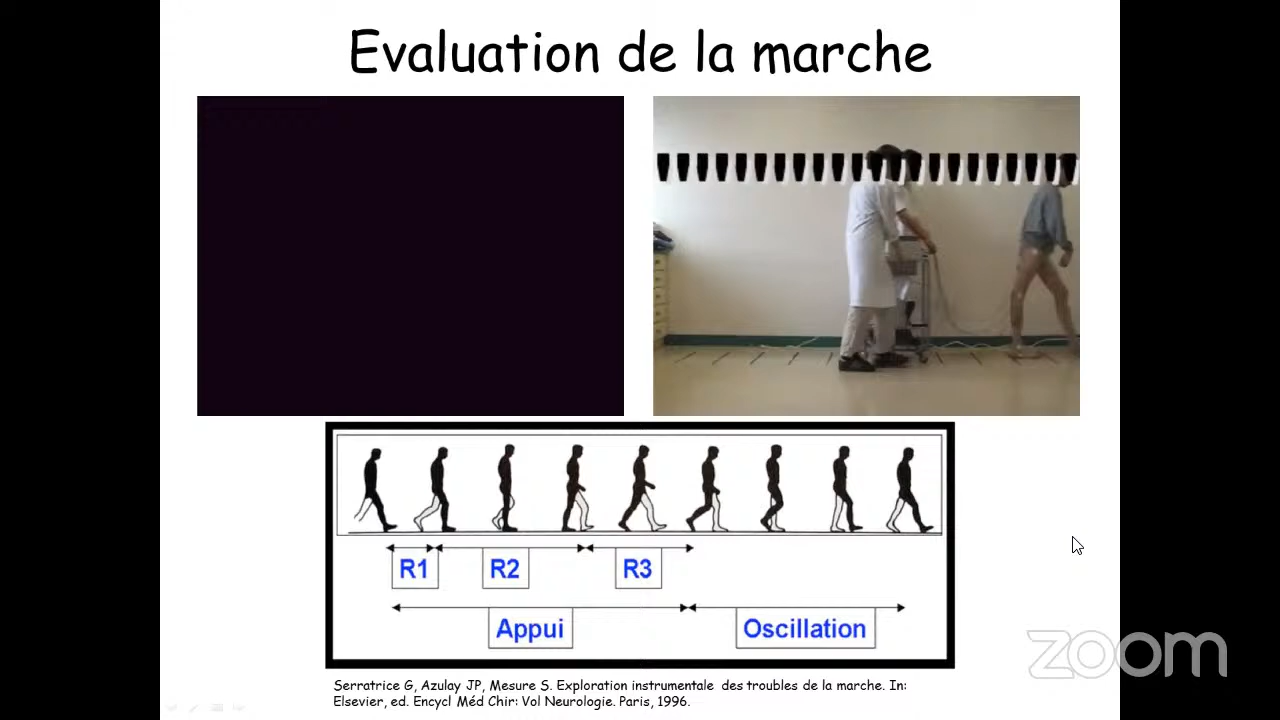 Evaluation de la marche
R1 R2 R3
Appui Oscillation
Serratrice G, Azulay JP, Mesure S. Exploration instrumentale des troubles de la marche. In:
Elsevier, ed. Encycl Méd Chir: Vol Neurologie. Paris, 1996.
zoom